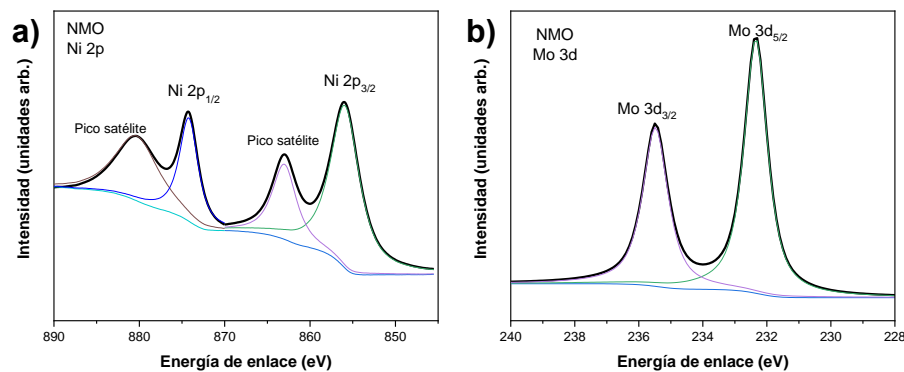 a)
NMO
Ni 2p
Ni 2p1/2
Ni 2p3/2
Pico satélite
Pico satélite
Intensidad (unidades arb.)
890 880 870 860 850
Energía de enlace (eV)
b)
NMO
Mo 3d
Mo 3d5/2
Mo 3d3/2
Intensidad (unidades arb.)
240 238 236 234 232 230 228
Energía de enlace (eV)